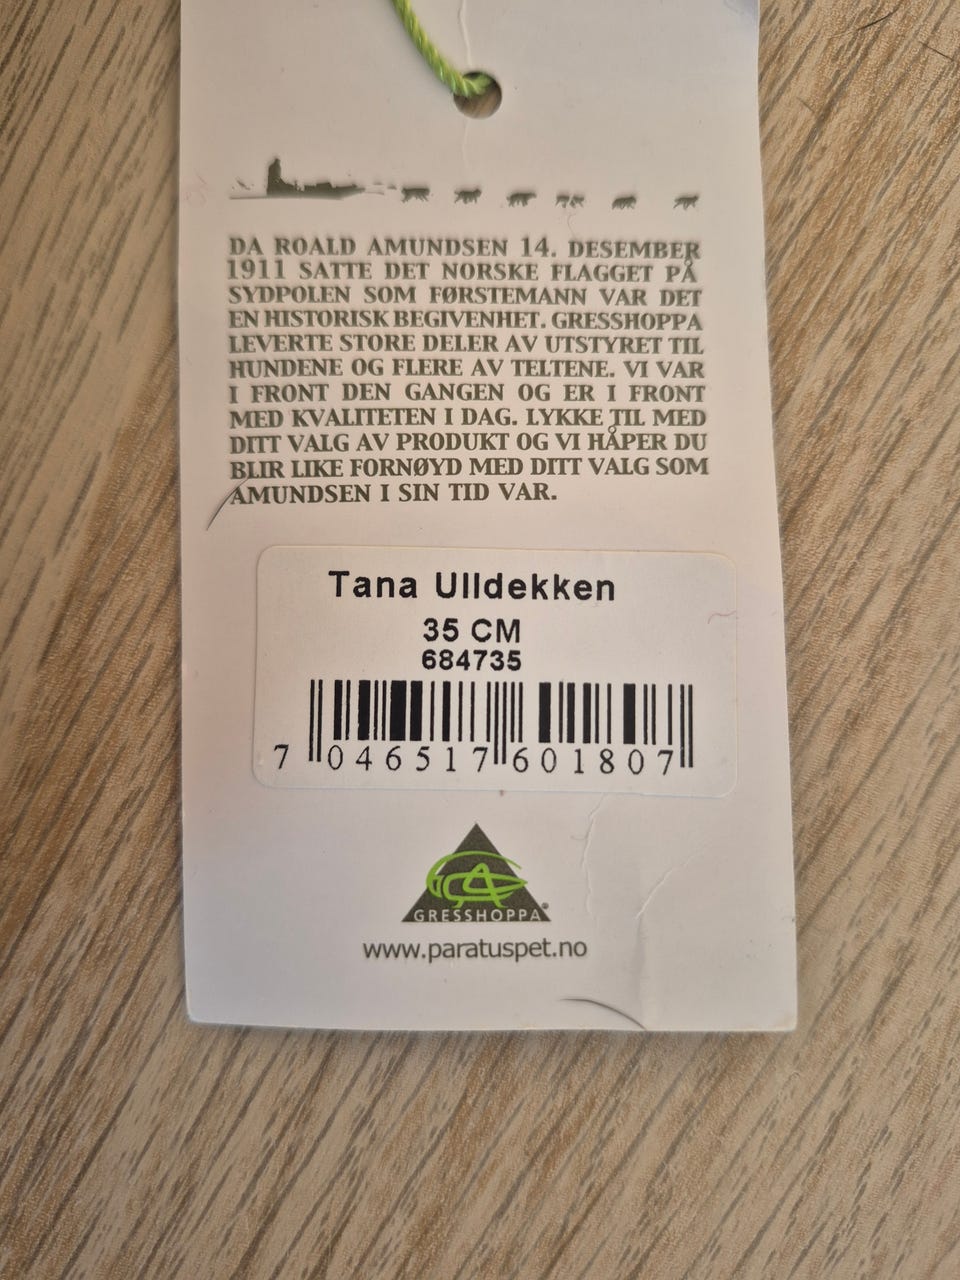 DA ROALD AMUNDSEN 14. DESEMBER
1911 SATTE DET NORSKE FLAGGET PÅ
SYDPOLEN SOM FØRSTEMANN VAR DET
EN HISTORISK BEGIVENHET. GRESSHOPPA
LEVERTE STORE DELER AV UTSTYRET TIL
HUNDENE OG FLERE AV TELTENE. VI VAR
I FRONT DEN GANGEN OG ER I FRONT
MED KVALITETEN I DAG. LYKKE TIL MED
DITT VALG AV PRODUKT OG VI HÅPER DU
BLIR LIKE FORNØYD MED DITT VALG SOM
AMUNDSEN I SIN TID VAR.
Tana Ulldekken
35 CM
684735
7 046517 601807
GRESSHOPPA®
www.paratuspet.no